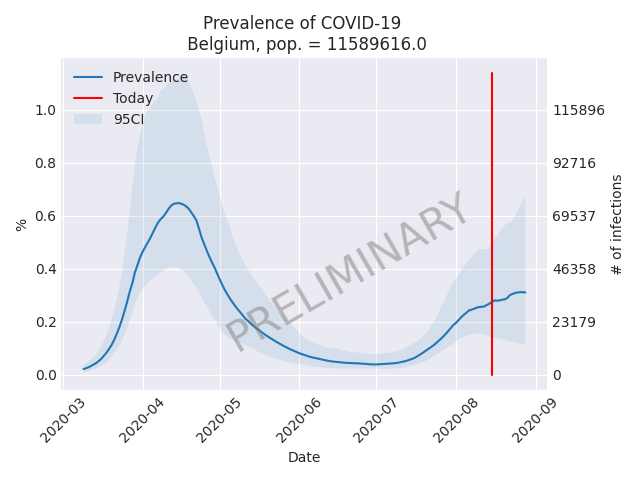 Prevalence of COVID-19
Belgium, pop. = 11589616.0
Prevalence
Today
95CI
1.0
0.8
0.6
0.4
0.2
0.0
%
115896
92716
69537
46358
23179
0
# of infections
PRELIMINARY
2020-03
2020-04
2020-05
2020-06
2020-07
2020-08
2020-09
Date